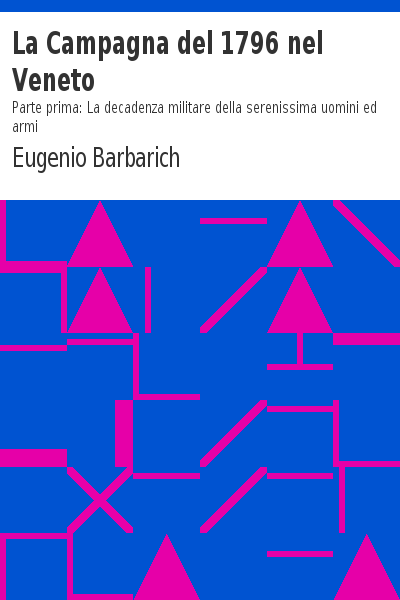 La Campagna del 1796 nel
Veneto
Parte prima: La decadenza militare della serenissima uomini ed
armi
Eugenio Barbarich